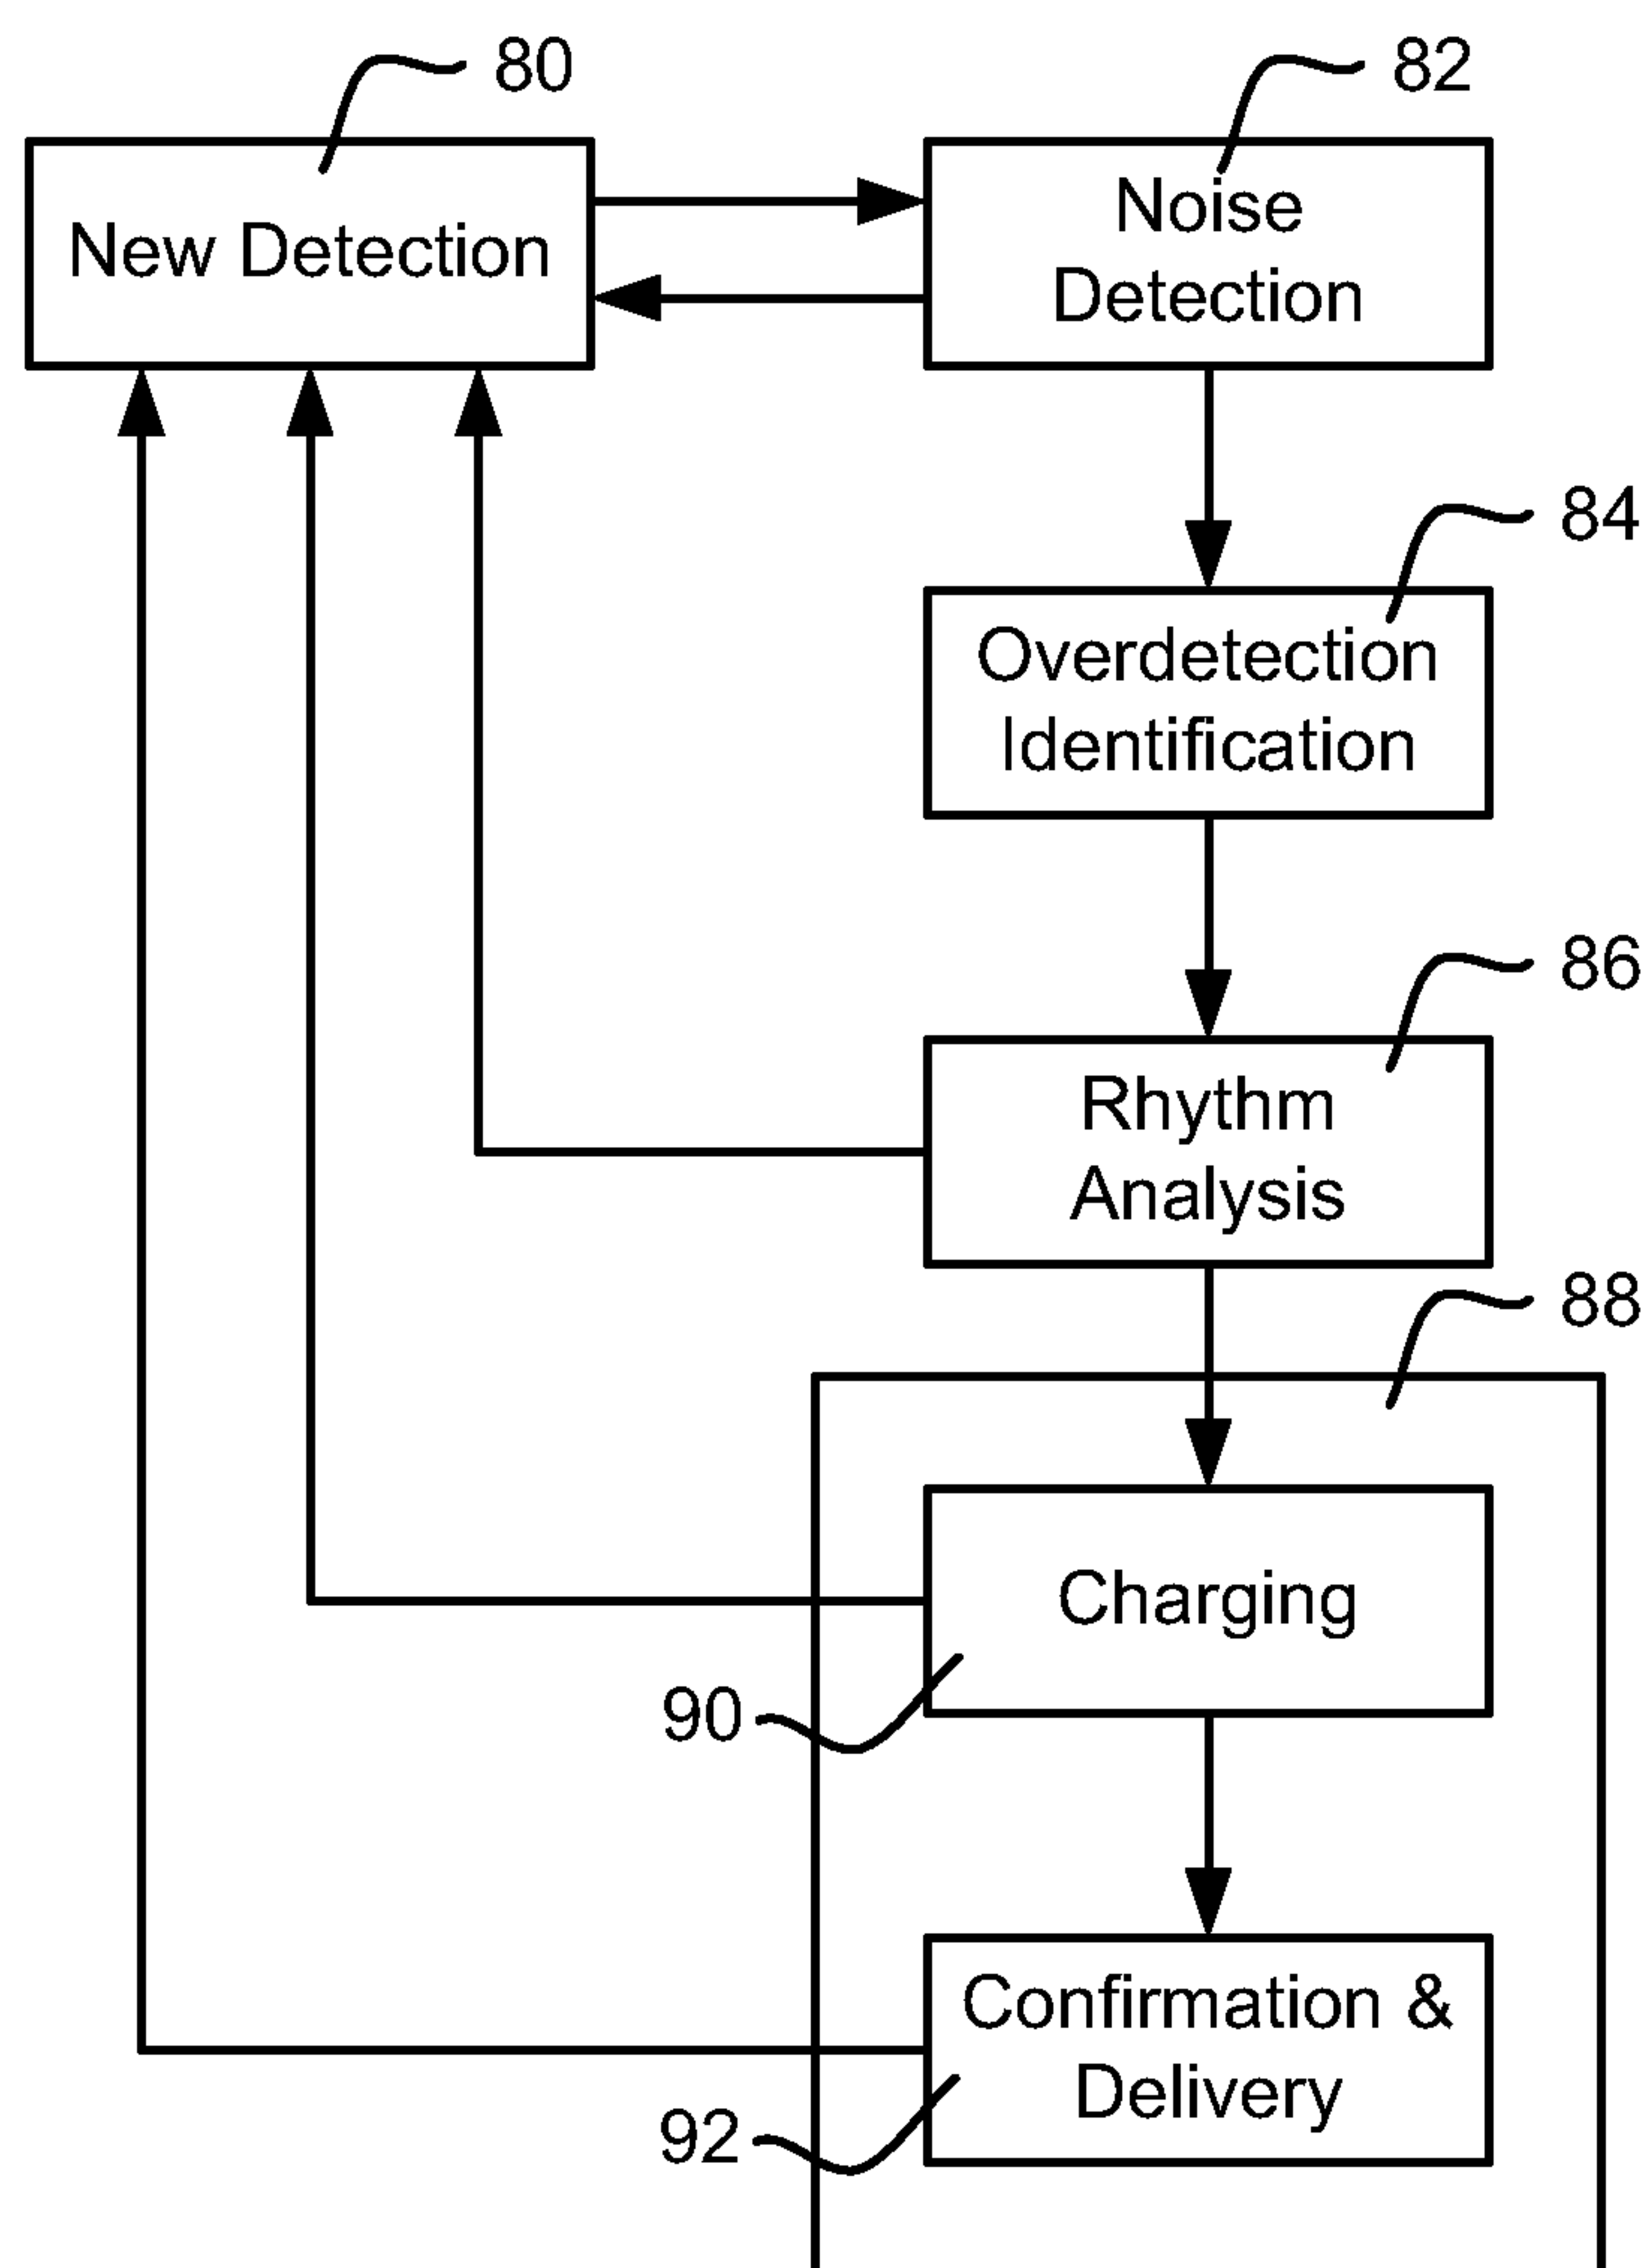 80
82
New Detection
Noise
Detection
84
Overdetection
Identification
86
Rhythm
Analysis
88
Charging
90
Confirmation &
Delivery
92